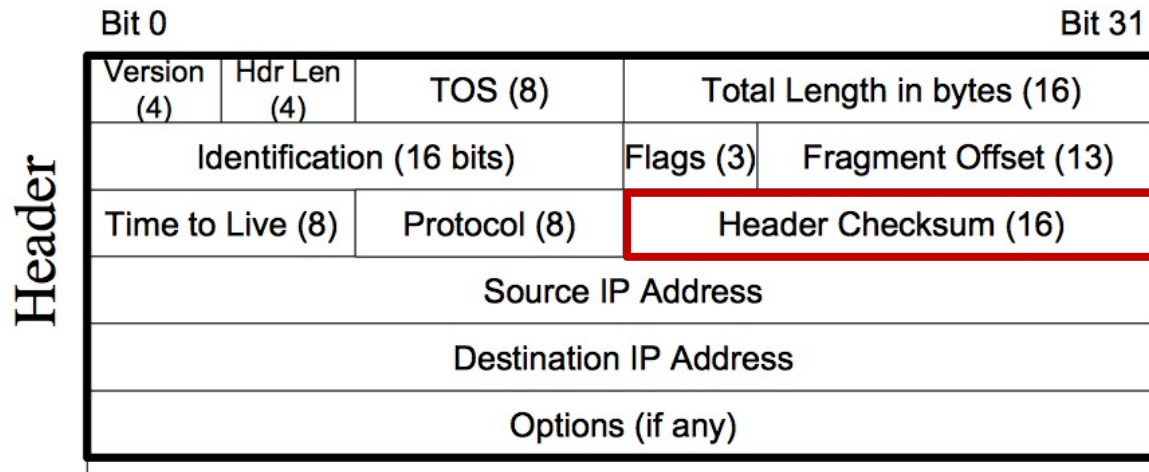 Bit 0 Bit 31
Header
Version (4) Hdr Len (4) TOS (8) Total Length in bytes (16)
Identification (16 bits) Flags (3) Fragment Offset (13)
Time to Live (8) Protocol (8) Header Checksum (16)
Source IP Address
Destination IP Address
Options (if any)